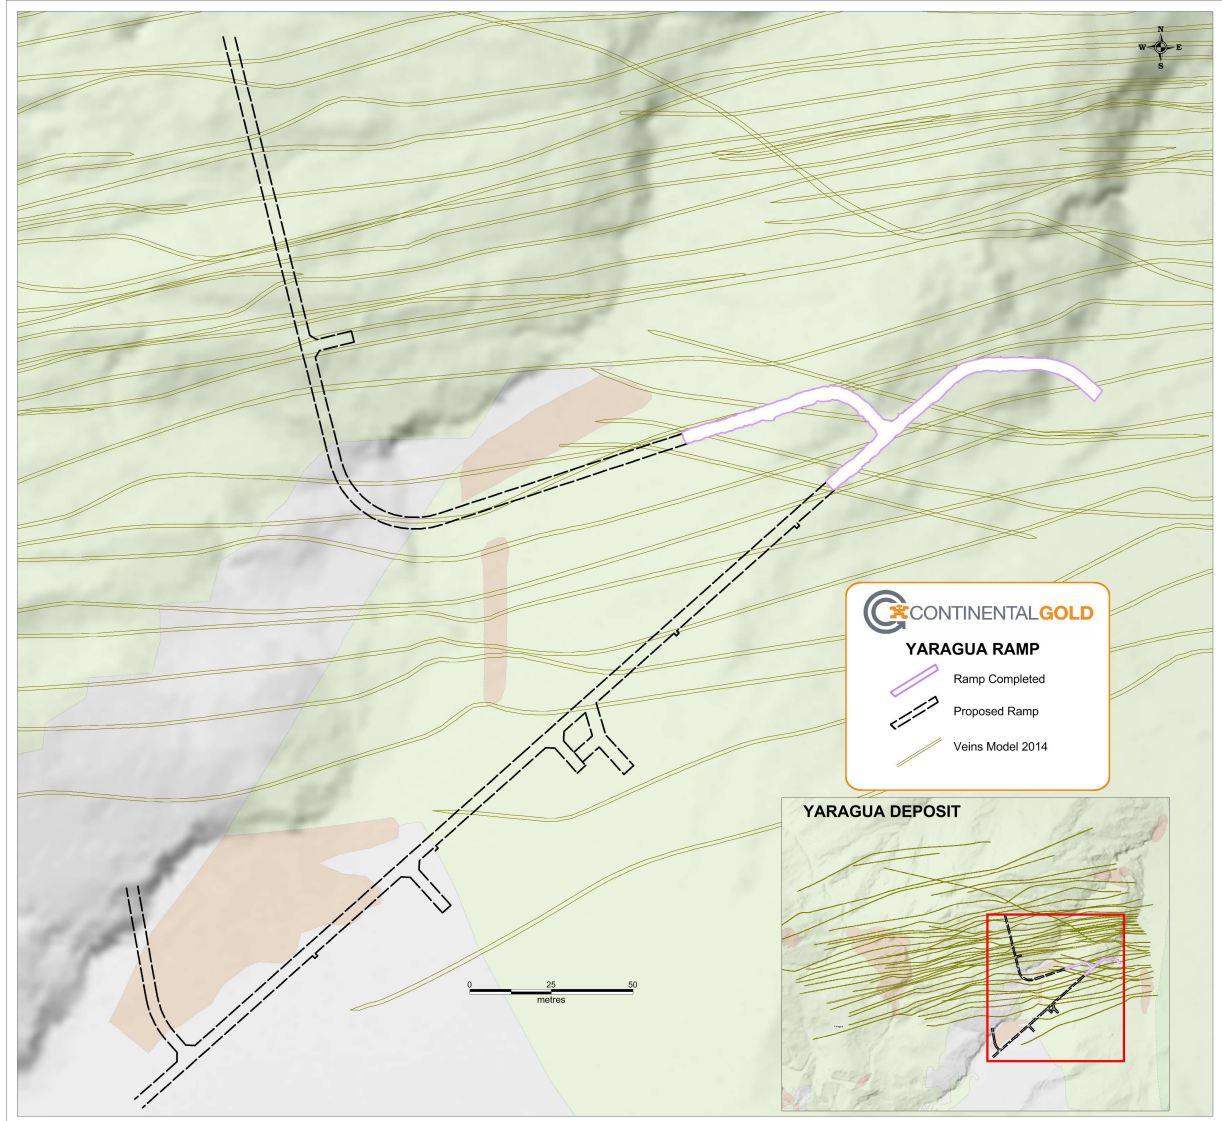 N
W E
S
CONTINENTALGOLD
YARAGUA RAMP
Ramp Completed
Proposed Ramp
Veins Model 2014
YARAGUA DEPOSIT
0 25 50
metres